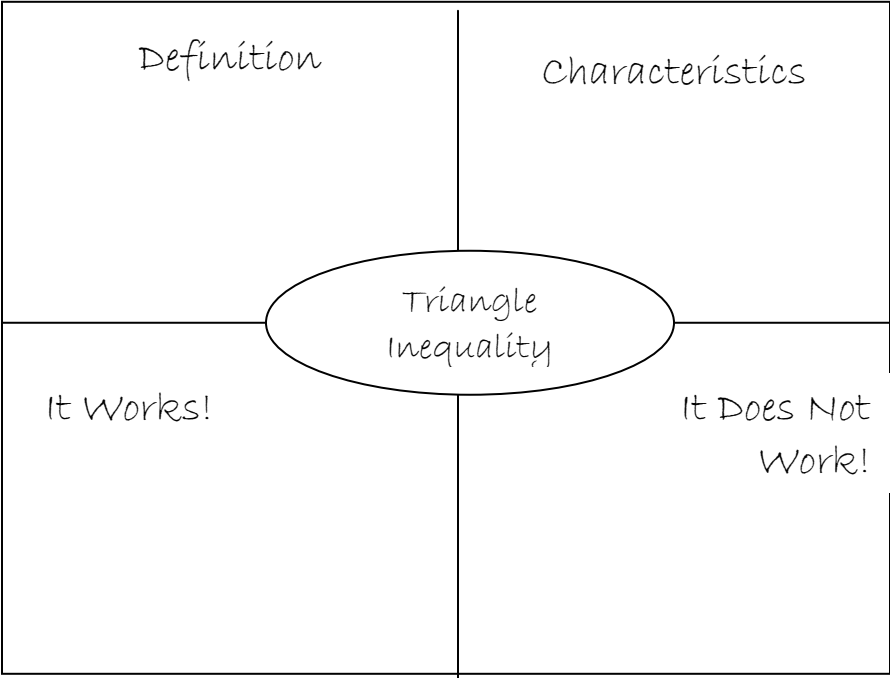 Definition
Characteristics
Triangle
Inequality
It Works!
It Does Not
Work!